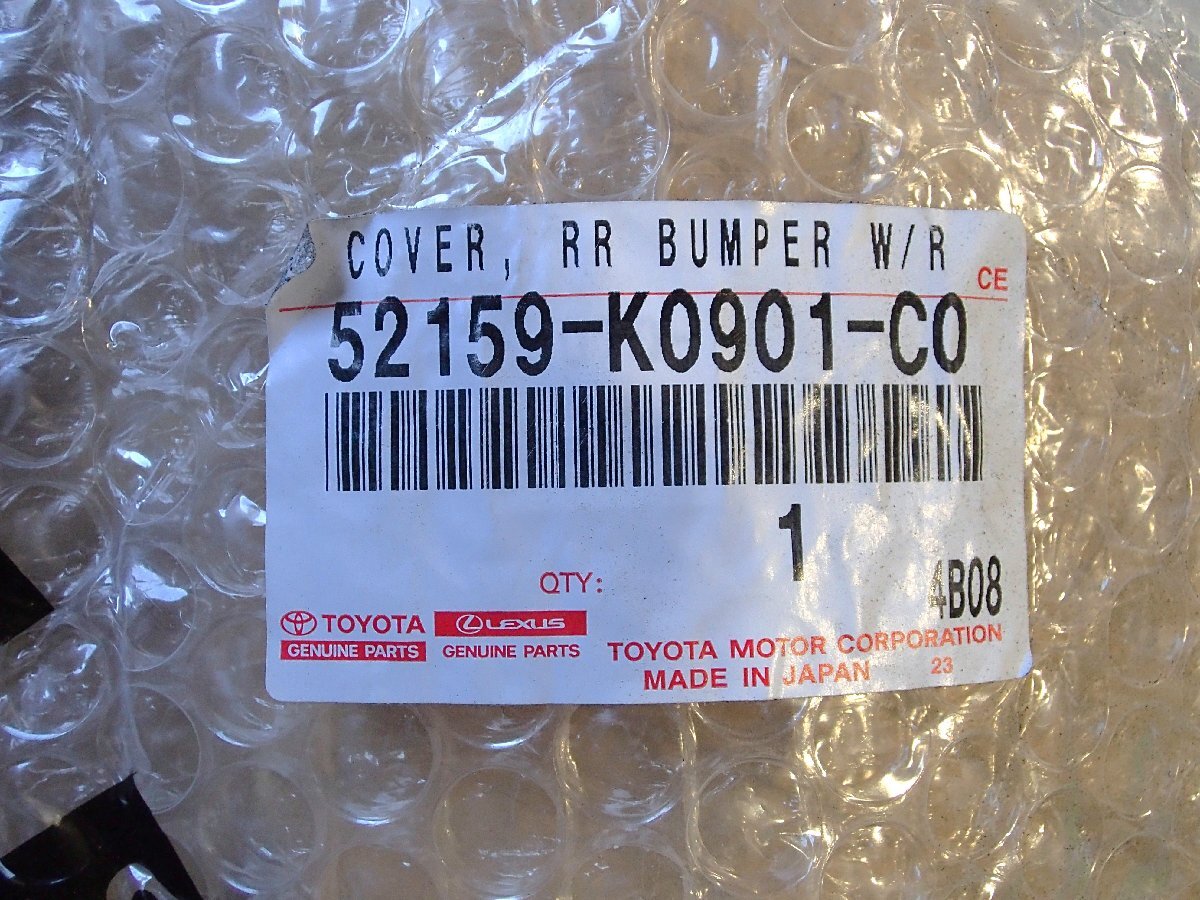 COVER, RR BUMPER W/R
CE
52159-K0901-C0
1
QTY:
4B08
TOYOTA
GENUINE PARTS
LEXUS
GENUINE PARTS
TOYOTA MOTOR CORPORATION
MADE IN JAPAN 23